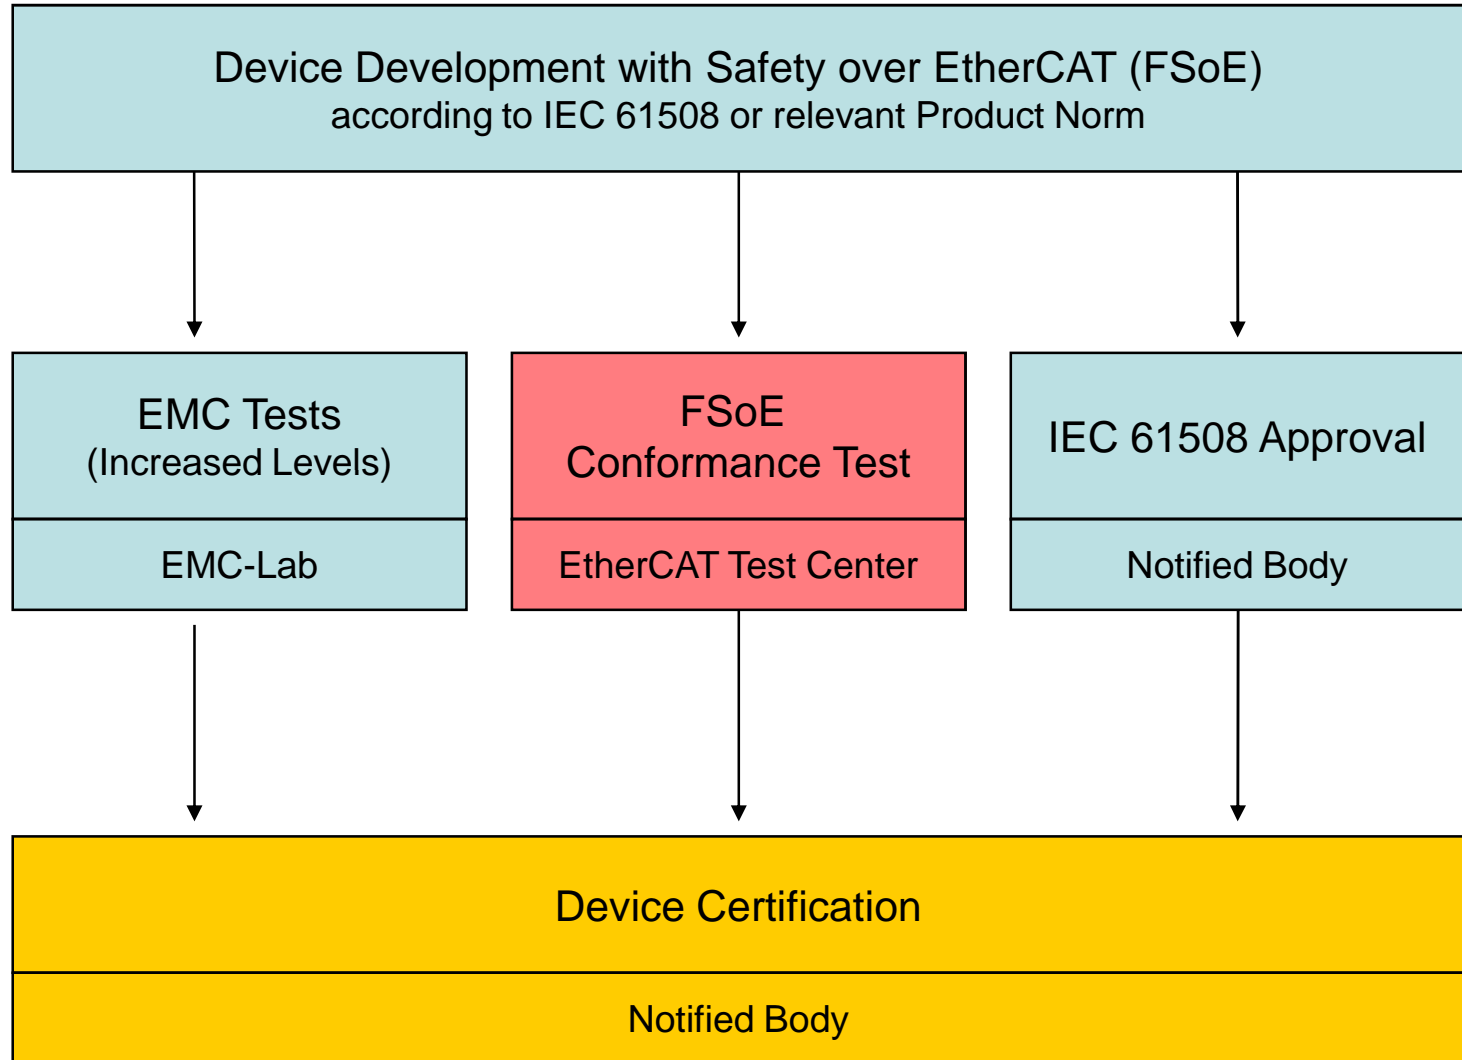 Device Development with Safety over EtherCAT (FSoE)
according to IEC 61508 or relevant Product Norm
EMC Tests
(Increased Levels)
EMC-Lab
FSoE
Conformance Test
EtherCAT Test Center
IEC 61508 Approval
Notified Body
Device Certification
Notified Body